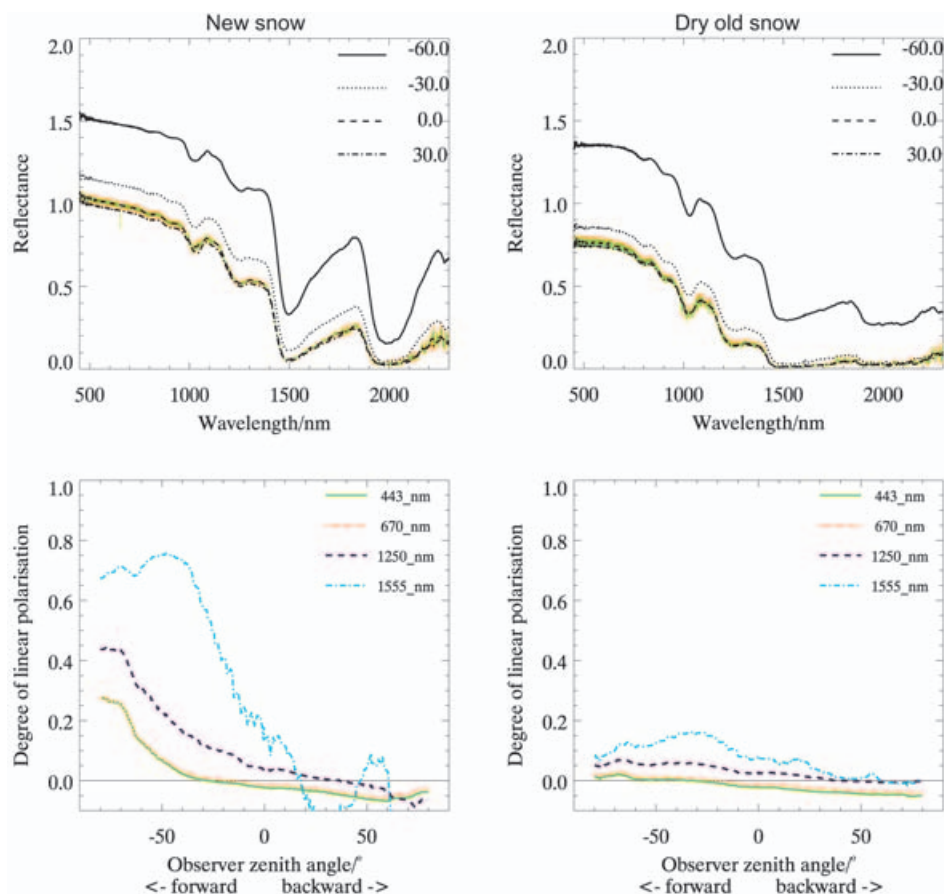 New snow
2.0
1.5
1.0
0.5
0.0
Reflectance
-60.0
-30.0
0.0
30.0
500 1000 1500 2000
Wavelength/nm
Dry old snow
2.0
1.5
1.0
0.5
0.0
Reflectance
-60.0
-30.0
0.0
30.0
500 1000 1500 2000
Wavelength/nm
1.0
0.8
0.6
0.4
0.2
0.0
Degree of linear polarisation
443_nm
670_nm
1250_nm
1555_nm
-50 0 50
Observer zenith angle/°
<- forward backward ->
1.0
0.8
0.6
0.4
0.2
0.0
Degree of linear polarisation
443_nm
670_nm
1250_nm
1555_nm
-50 0 50
Observer zenith angle/°
<- forward backward ->